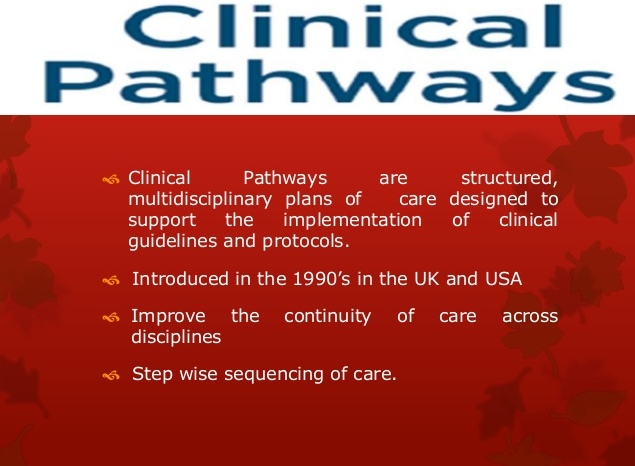 Clinical
Pathways
Clinical Pathways are structured,
multidisciplinary plans of care designed to
support the implementation of clinical
guidelines and protocols.
Introduced in the 1990’s in the UK and USA
Improve the continuity of care across
disciplines
Step wise sequencing of care.